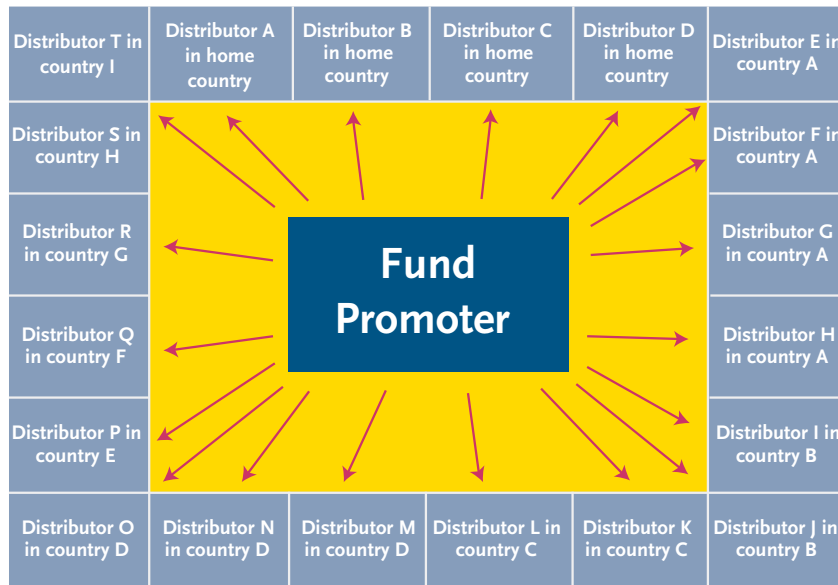 Distributor T in
country I
Distributor A
in home
country
Distributor B
in home
country
Distributor C
in home
country
Distributor D
in home
country
Distributor E in
country A
Distributor S in
country H
Distributor F in
country A
Distributor R
in country G
Fund
Promoter
Distributor G
in country A
Distributor Q
in country F
Distributor H
in country A
Distributor P in
country E
Distributor I in
country B
Distributor O
in country D
Distributor N
in country D
Distributor M
in country D
Distributor L in
country C
Distributor K
in country C
Distributor J in
country B